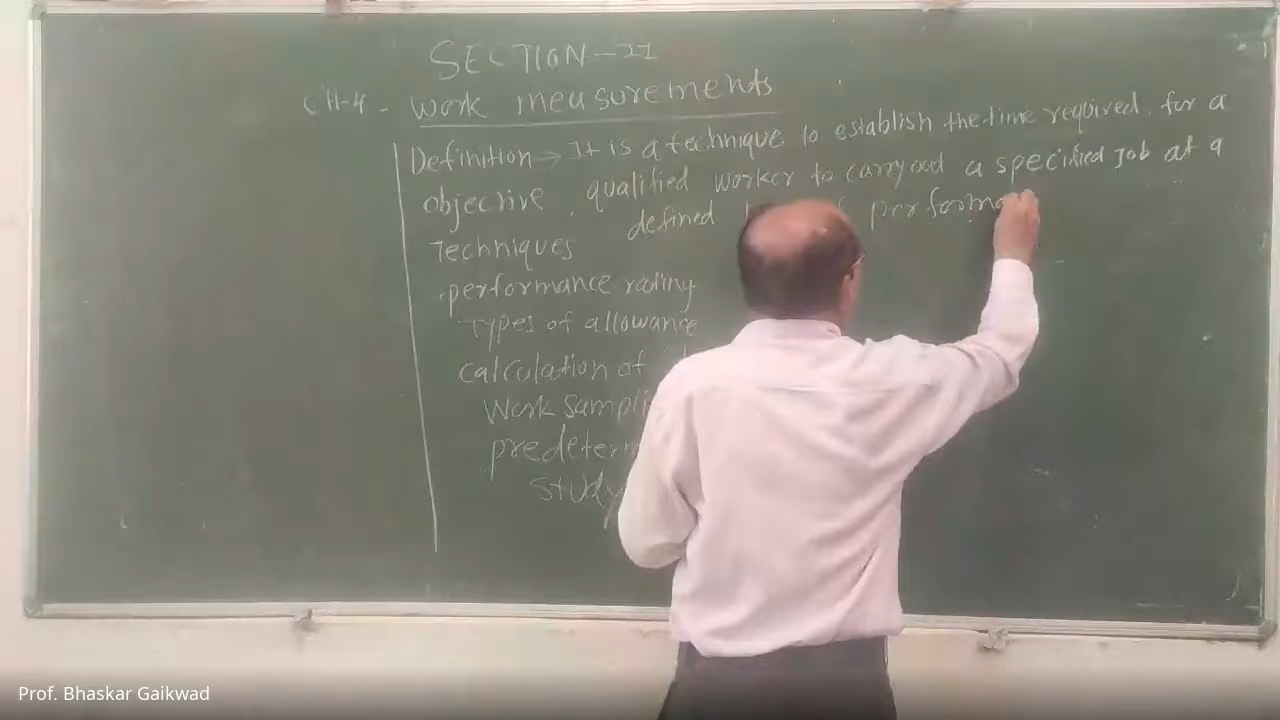 SECTION-II
CH-4 - Work measurements
Definition → It is a technique to establish the time required for a
objective qualified worker to carryout a specified Job at a
defined performa
Techniques
performance rating
Types of allowance
calculation of
Work Sampli
predeterm
Study
Prof. Bhaskar Gaikwad